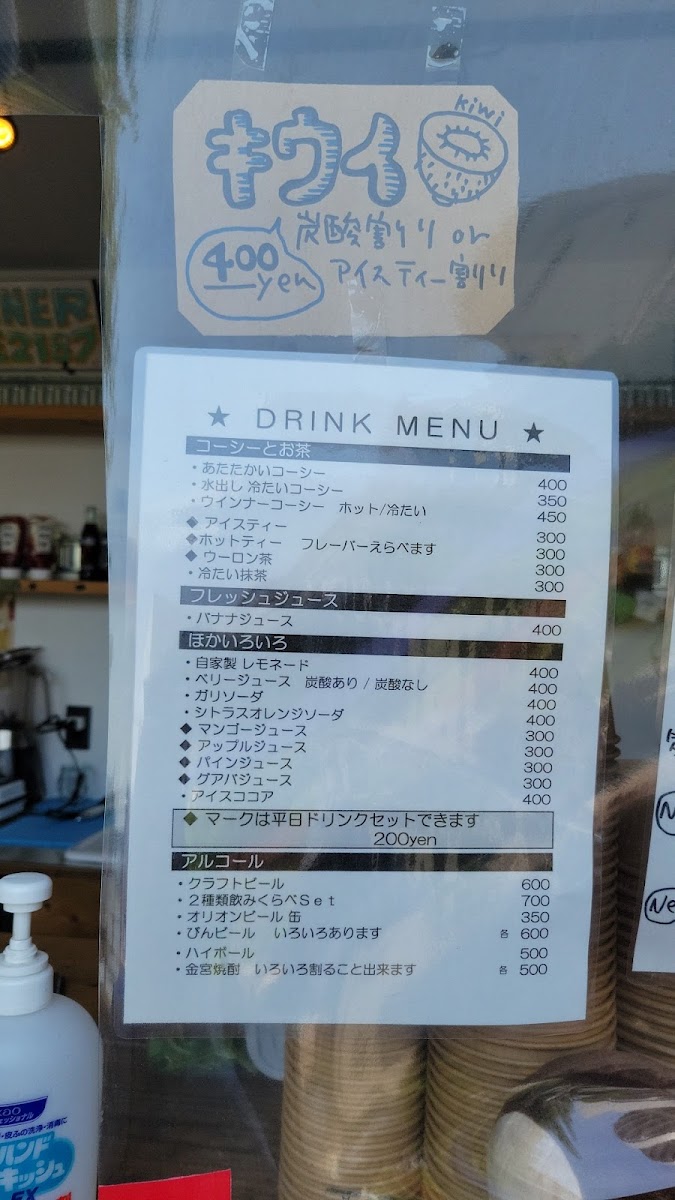 キウイ
kiwi
炭酸割り or
アイスティー割り
400
yen
HER
2157
★ DRINK MENU ★
コーシーとお茶
・あたたかいコーシー 400
・水出し 冷たいコーシー 350
・ウインナーコーシー ホット/冷たい 450
◆ アイスティー 300
◆ホットティー フレーバーえらべます 300
◆ ウーロン茶 300
・冷たい抹茶 300
フレッシュジュース
・バナナジュース 400
ほかいろいろ
・自家製 レモネード 400
・ベリージュース 炭酸あり / 炭酸なし 400
・ガリソーダ 400
・シトラスオレンジソーダ 400
◆ マンゴージュース 300
◆ アップルジュース 300
◆ パインジュース 300
◆ グアバジュース 300
・アイスココア 400
◆ マークは平日ドリンクセットできます
200yen
アルコール
・クラフトビール 600
・2種類飲みくらべSet 700
・オリオンビール 缶 350
・びんビール いろいろあります 各 600
・ハイボール 500
・金宮焼酎 いろいろ割ること出来ます 各 500
Ne
ハンド
キッシュ
EX